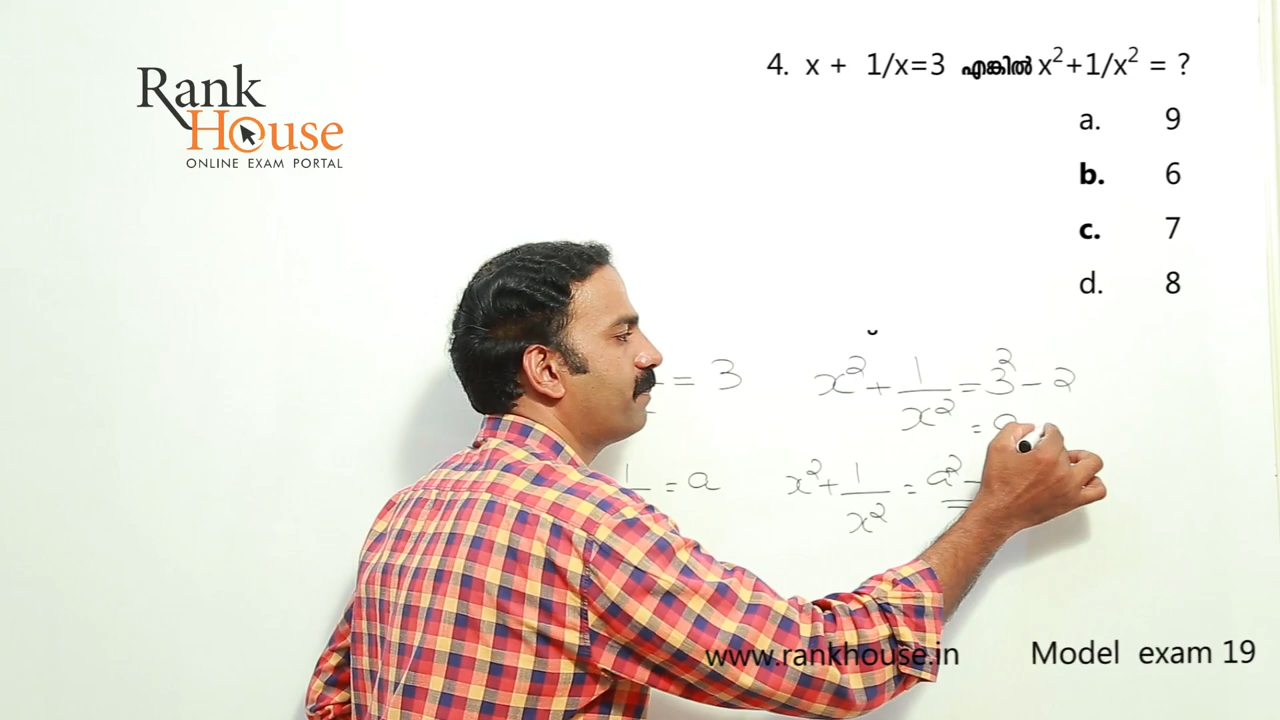 Rank
House
ONLINE EXAM PORTAL
4. x + 1/x=3 എങ്കിൽ x²+1/x² = ?
a. 9
b. 6
c. 7
d. 8
= 3
x² + 1/x² = 3² − 2
=
1 = a
x² + 1/x² = a² −
www.rankhouse.in
Model exam 19